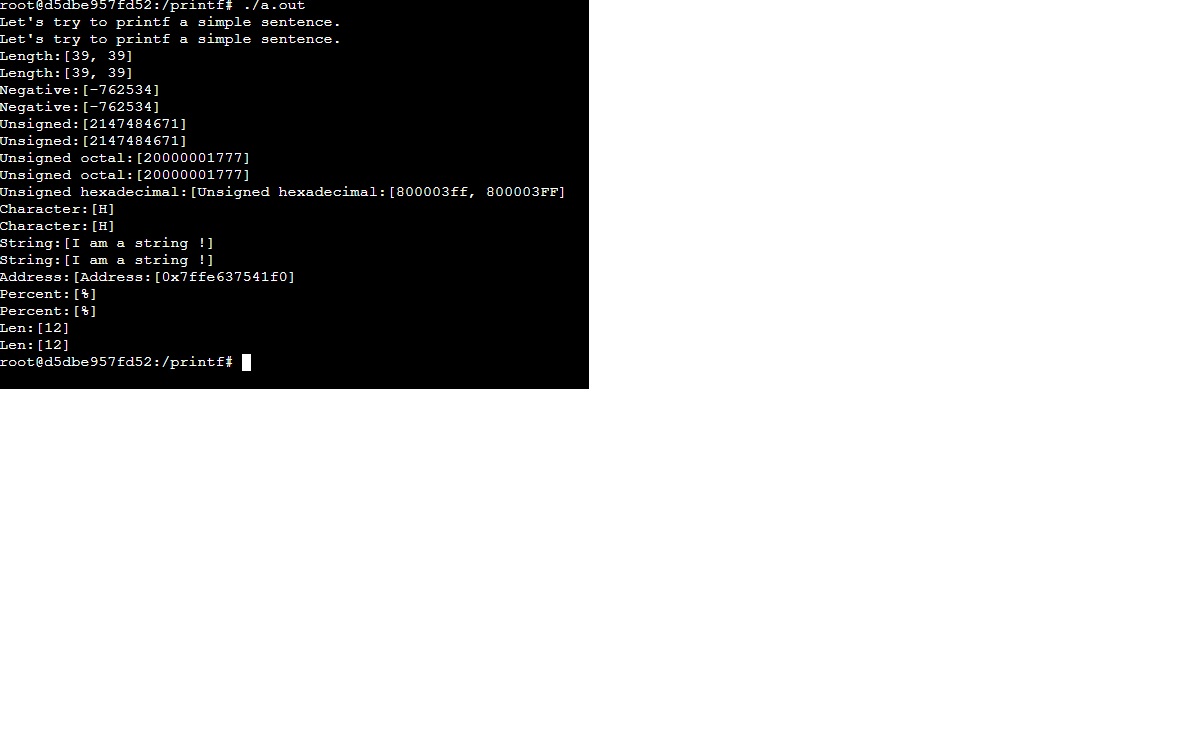 root@d5dbe957fd52:/printf# ./a.out
Let's try to printf a simple sentence.
Let's try to printf a simple sentence.
Length:[39, 39]
Length:[39, 39]
Negative:[-762534]
Negative:[-762534]
Unsigned:[2147484671]
Unsigned:[2147484671]
Unsigned octal:[20000001777]
Unsigned octal:[20000001777]
Unsigned hexadecimal:[Unsigned hexadecimal:[800003ff, 800003FF]
Character:[H]
Character:[H]
String:[I am a string !]
String:[I am a string !]
Address:[Address:[0x7ffe637541f0]
Percent:[%]
Percent:[%]
Len:[12]
Len:[12]
root@d5dbe957fd52:/printf#